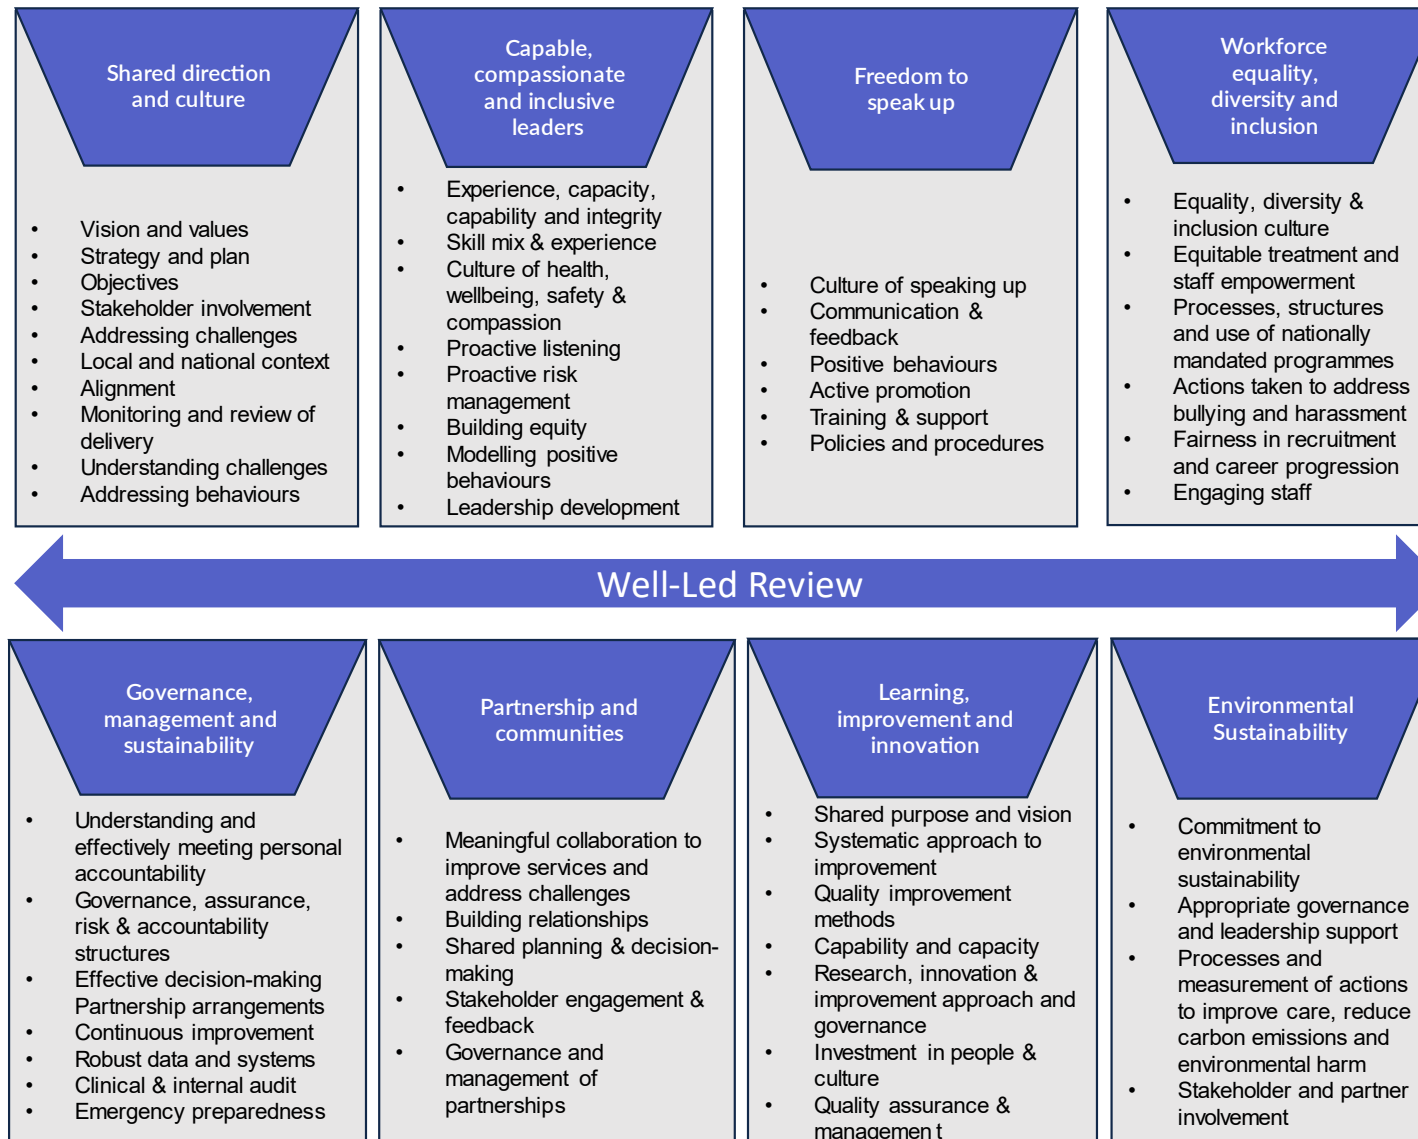 Shared direction
and culture
• Vision and values
• Strategy and plan
• Objectives
• Stakeholder involvement
• Addressing challenges
• Local and national context
• Alignment
• Monitoring and review of
delivery
• Understanding challenges
• Addressing behaviours
Capable,
compassionate
and inclusive
leaders
• Experience, capacity,
capability and integrity
• Skill mix & experience
• Culture of health,
wellbeing, safety &
compassion
• Proactive listening
• Proactive risk
management
• Building equity
• Modelling positive
behaviours
• Leadership development
Freedom to
speak up
• Culture of speaking up
• Communication &
feedback
• Positive behaviours
• Active promotion
• Training & support
• Policies and procedures
Workforce
equality,
diversity and
inclusion
• Equality, diversity &
inclusion culture
• Equitable treatment and
staff empowerment
• Processes, structures
and use of nationally
mandated programmes
• Actions taken to address
bullying and harassment
• Fairness in recruitment
and career progression
• Engaging staff
Well-Led Review
Governance,
management and
sustainability
• Understanding and
effectively meeting personal
accountability
• Governance, assurance,
risk & accountability
structures
• Effective decision-making
Partnership arrangements
• Continuous improvement
• Robust data and systems
• Clinical & internal audit
• Emergency preparedness
Partnership and
communities
• Meaningful collaboration to
improve services and
address challenges
• Building relationships
• Shared planning & decision-
making
• Stakeholder engagement &
feedback
• Governance and
management of
partnerships
Learning,
improvement and
innovation
• Shared purpose and vision
• Systematic approach to
improvement
• Quality improvement
methods
• Capability and capacity
• Research, innovation &
improvement approach and
governance
• Investment in people &
culture
• Quality assurance &
management
Environmental
Sustainability
• Commitment to
environmental
sustainability
• Appropriate governance
and leadership support
• Processes and
measurement of actions
to improve care, reduce
carbon emissions and
environmental harm
• Stakeholder and partner
involvement